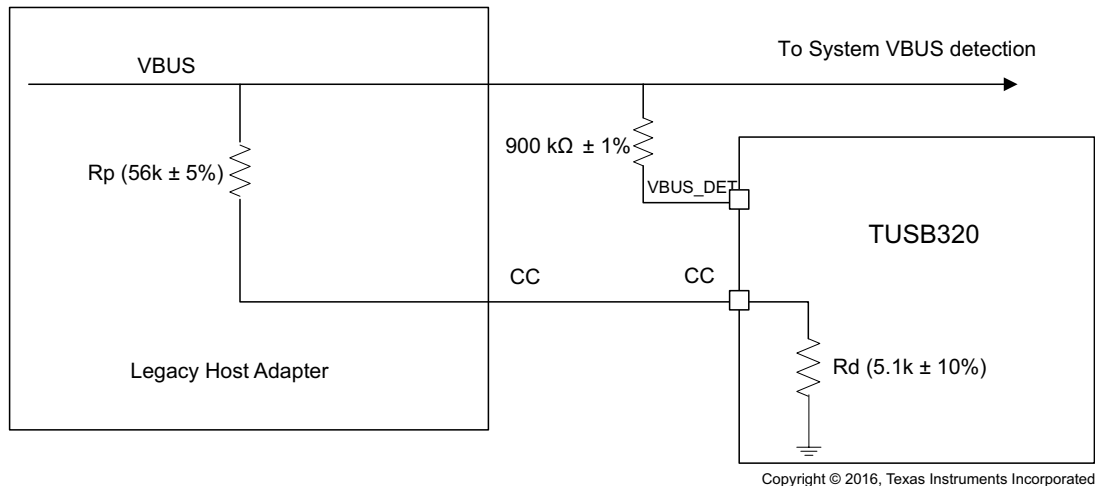 To System VBUS detection
VBUS
900 kΩ ± 1%
Rp (56k ± 5%)
VBUS_DET
TUSB320
CC
CC
Legacy Host Adapter
Rd (5.1k ± 10%)
Copyright © 2016, Texas Instruments Incorporated